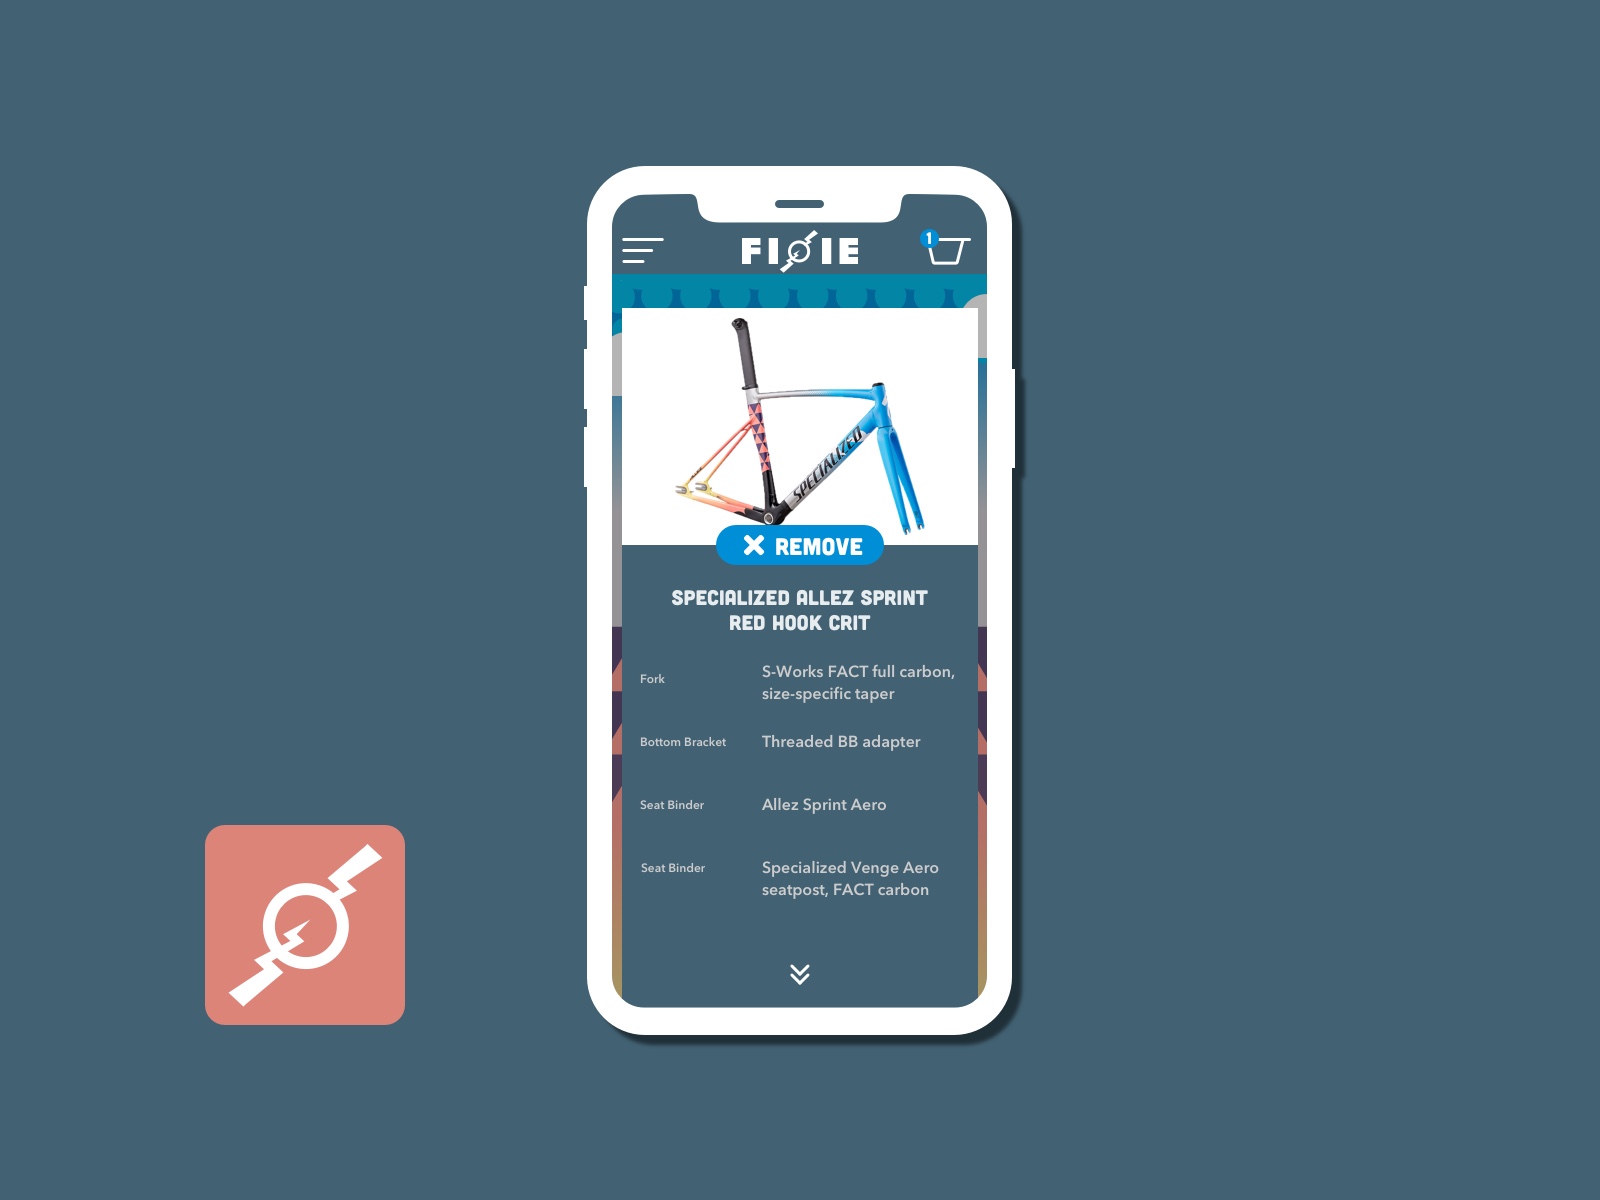 FIXIE
1
SPECIALIZED
REMOVE
SPECIALIZED ALLEZ SPRINT
RED HOOK CRIT
Fork
S-Works FACT full carbon,
size-specific taper
Bottom Bracket
Threaded BB adapter
Seat Binder
Allez Sprint Aero
Seat Binder
Specialized Venge Aero
seatpost, FACT carbon